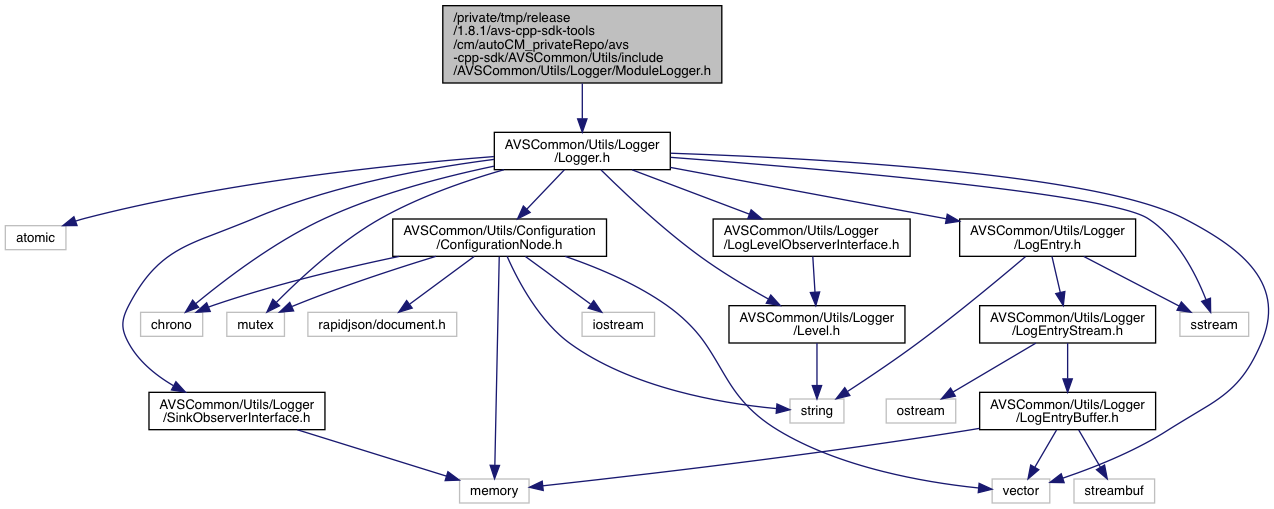 /private/tmp/release
/1.8.1/avs-cpp-sdk-tools
/cm/autoCM_privateRepo/avs
-cpp-sdk/AVSCommon/Utils/include
/AVSCommon/Utils/Logger/ModuleLogger.h
AVSCommon/Utils/Logger
/Logger.h
atomic
AVSCommon/Utils/Configuration
/ConfigurationNode.h
AVSCommon/Utils/Logger
/LogLevelObserverInterface.h
AVSCommon/Utils/Logger
/LogEntry.h
chrono
mutex
rapidjson/document.h
iostream
AVSCommon/Utils/Logger
/Level.h
AVSCommon/Utils/Logger
/LogEntryStream.h
sstream
AVSCommon/Utils/Logger
/SinkObserverInterface.h
string
ostream
AVSCommon/Utils/Logger
/LogEntryBuffer.h
memory
vector
streambuf